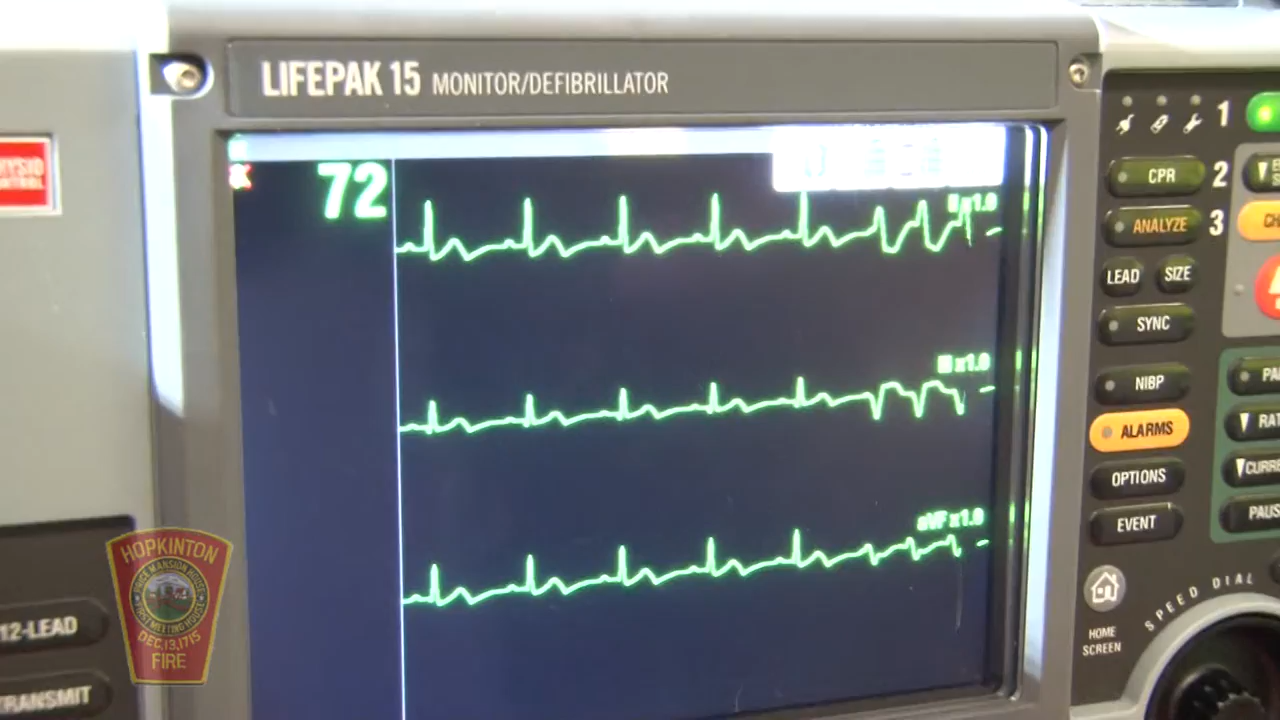 LIFEPAK 15 MONITOR/DEFIBRILLATOR
72
II x1.0
III x1.0
aVF x1.0
1
CPR
2
ANALYZE
3
LEAD
SIZE
SYNC
NIBP
ALARMS
OPTIONS
EVENT
HOME
SCREEN
SPEED DIAL
12-LEAD
TRANSMIT
HOPKINTON
DEC.13,1715
FIRE